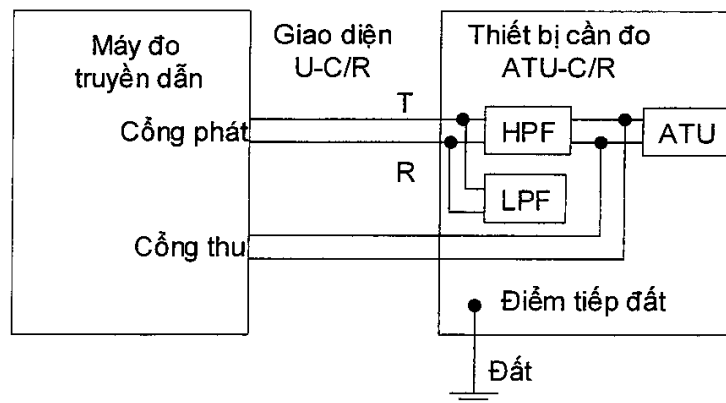 Máy đo
truyền dẫn
Giao diện
U-C/R
Thiết bị cần đo
ATU-C/R
T
Cổng phát
HPF
ATU
R
LPF
Cổng thu
Điểm tiếp đất
Đất